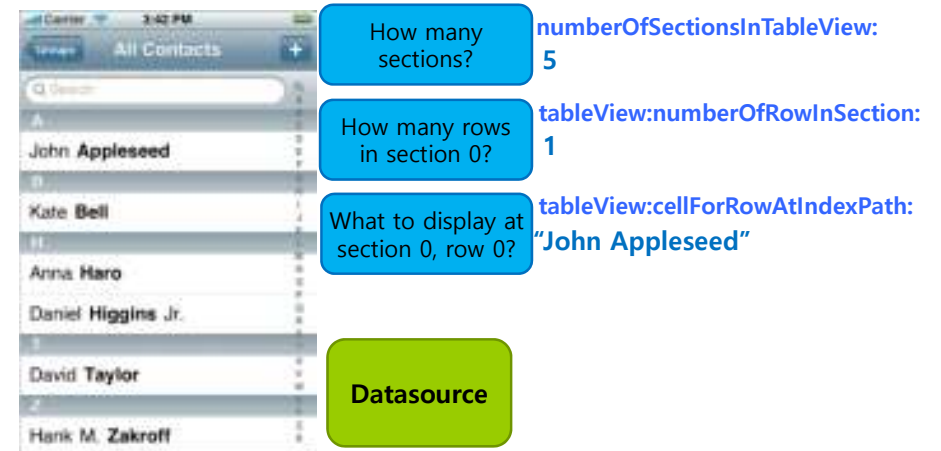 Carrier 3:42 PM
Groups All Contacts +
Search
A
John Appleseed
B
Kate Bell
H
Anna Haro
Daniel Higgins Jr.
T
David Taylor
Z
Hank M. Zakroff
How many
sections?
numberOfSectionsInTableView:
5
How many rows
in section 0?
tableView:numberOfRowInSection:
1
What to display at
section 0, row 0?
tableView:cellForRowAtIndexPath:
“John Appleseed”
Datasource